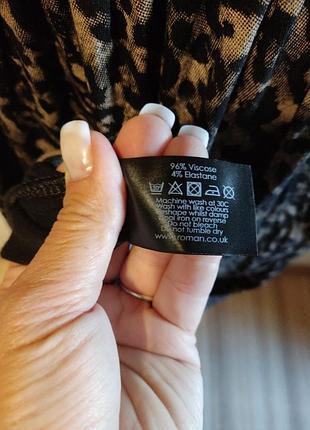 96% Viscose
4% Elastane
Machine wash at 30C
Wash with like colours
Reshape whilst damp
Cool iron on reverse
Do not bleach
Do not tumble dry
www.roman.co.uk